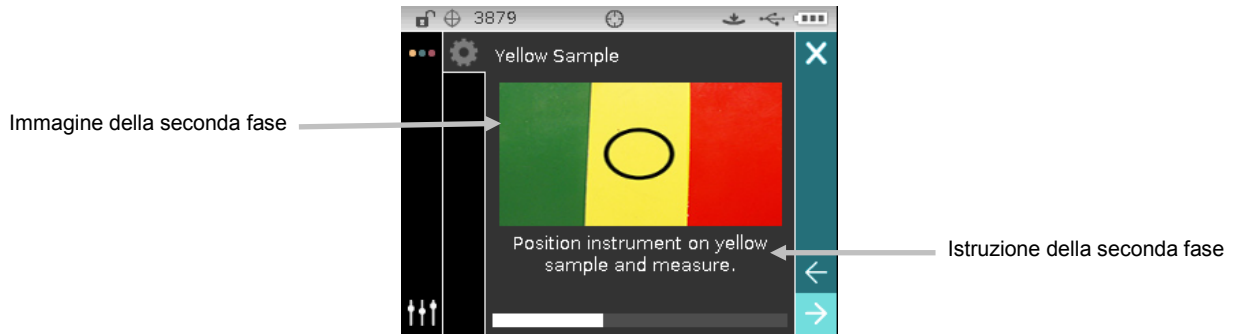 3879
Yellow Sample
Immagine della seconda fase
Position instrument on yellow
sample and measure.
Istruzione della seconda fase